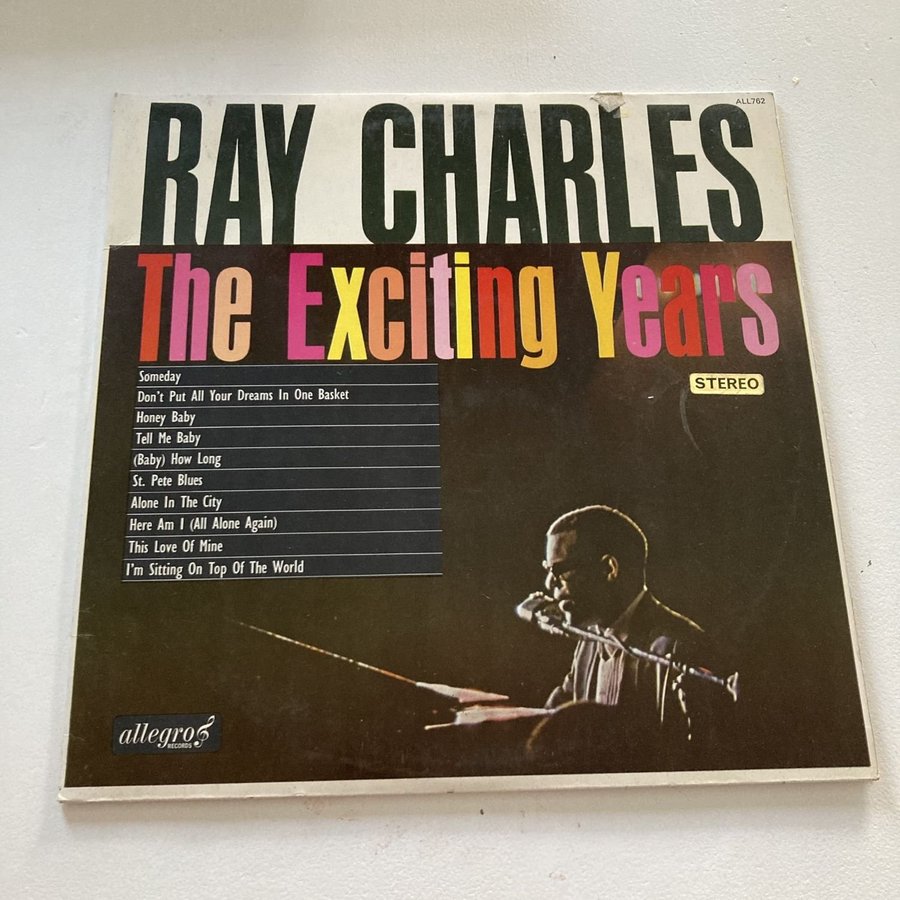 ALL762
RAY CHARLES
The Exciting Years
STEREO
Someday
Don't Put All Your Dreams In One Basket
Honey Baby
Tell Me Baby
(Baby) How Long
St. Pete Blues
Alone In The City
Here Am I (All Alone Again)
This Love Of Mine
I'm Sitting On Top Of The World
allegro
RECORDS